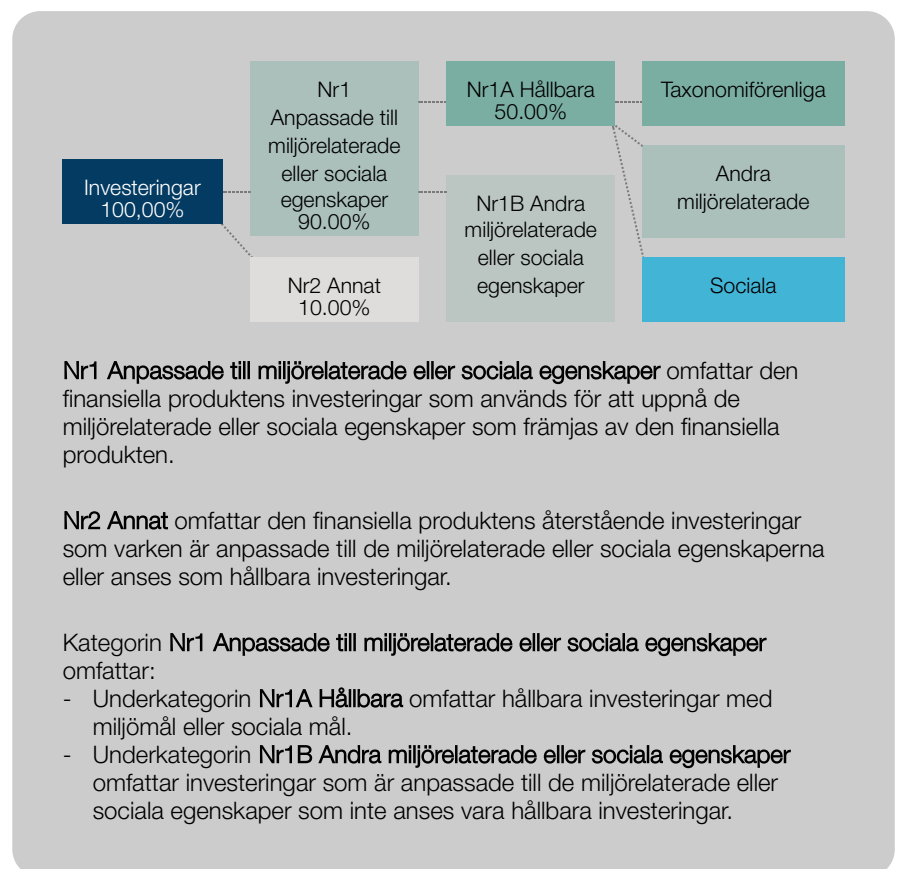 Investeringar
100,00%
Nr1
Anpassade till
miljörelaterade
eller sociala
egenskaper
90.00%
Nr2 Annat
10.00%
Nr1A Hållbara
50.00%
Nr1B Andra
miljörelaterade
eller sociala
egenskaper
Taxonomiförenliga
Andra
miljörelaterade
Sociala
Nr1 Anpassade till miljörelaterade eller sociala egenskaper omfattar den
finansiella produktens investeringar som används för att uppnå de
miljörelaterade eller sociala egenskaper som främjas av den finansiella
produkten.
Nr2 Annat omfattar den finansiella produktens återstående investeringar
som varken är anpassade till de miljörelaterade eller sociala egenskaperna
eller anses som hållbara investeringar.
Kategorin Nr1 Anpassade till miljörelaterade eller sociala egenskaper
omfattar:
- Underkategorin Nr1A Hållbara omfattar hållbara investeringar med
miljömål eller sociala mål.
- Underkategorin Nr1B Andra miljörelaterade eller sociala egenskaper
omfattar investeringar som är anpassade till de miljörelaterade eller
sociala egenskaper som inte anses vara hållbara investeringar.